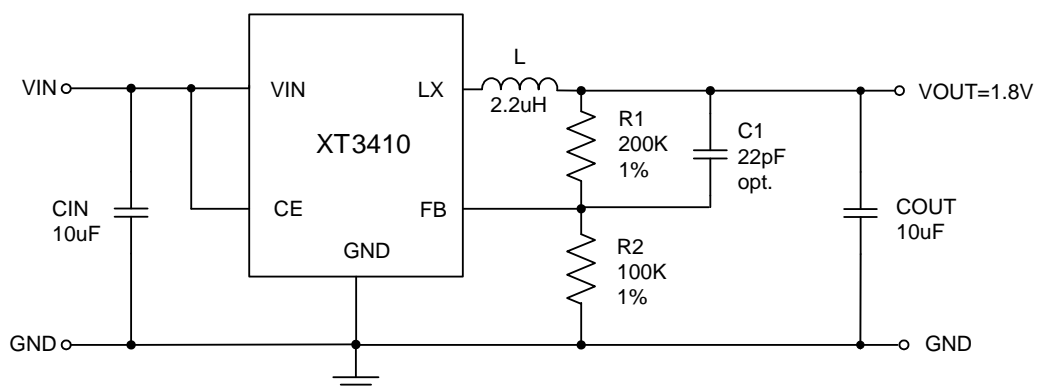 VIN
GND
CIN
10uF
VIN
CE
XT3410
GND
LX
FB
L
2.2uH
R1
200K
1%
R2
100K
1%
C1
22pF
opt.
COUT
10uF
VOUT=1.8V
GND